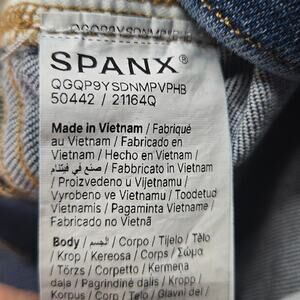 SPANX®
QGQP9YSDNMPVPHB
50442 / 21164Q
Made in Vietnam / Fabriqué
au Vietnam / Fabricado en
Vietnam / Hecho en Vietnam /
صنع في فيتنام / Fabbricato in Vietnam
/ Proizvedeno u Vijetnamu /
Vyrobeno ve Vietnamu / Toodetud
Vietnamis / Pagaminta Vietname /
Fabricado no Vietnã
Body / الجسم / Corpo / Tijelo / Tělo
/ Krop / Kereosa / Corps / Σώμα
/ Törzs / Corpetto / Ķermeņa
daļa / Pagrindinė dalis / Kropp
Korpus / Corp / Telo / Glavni del /